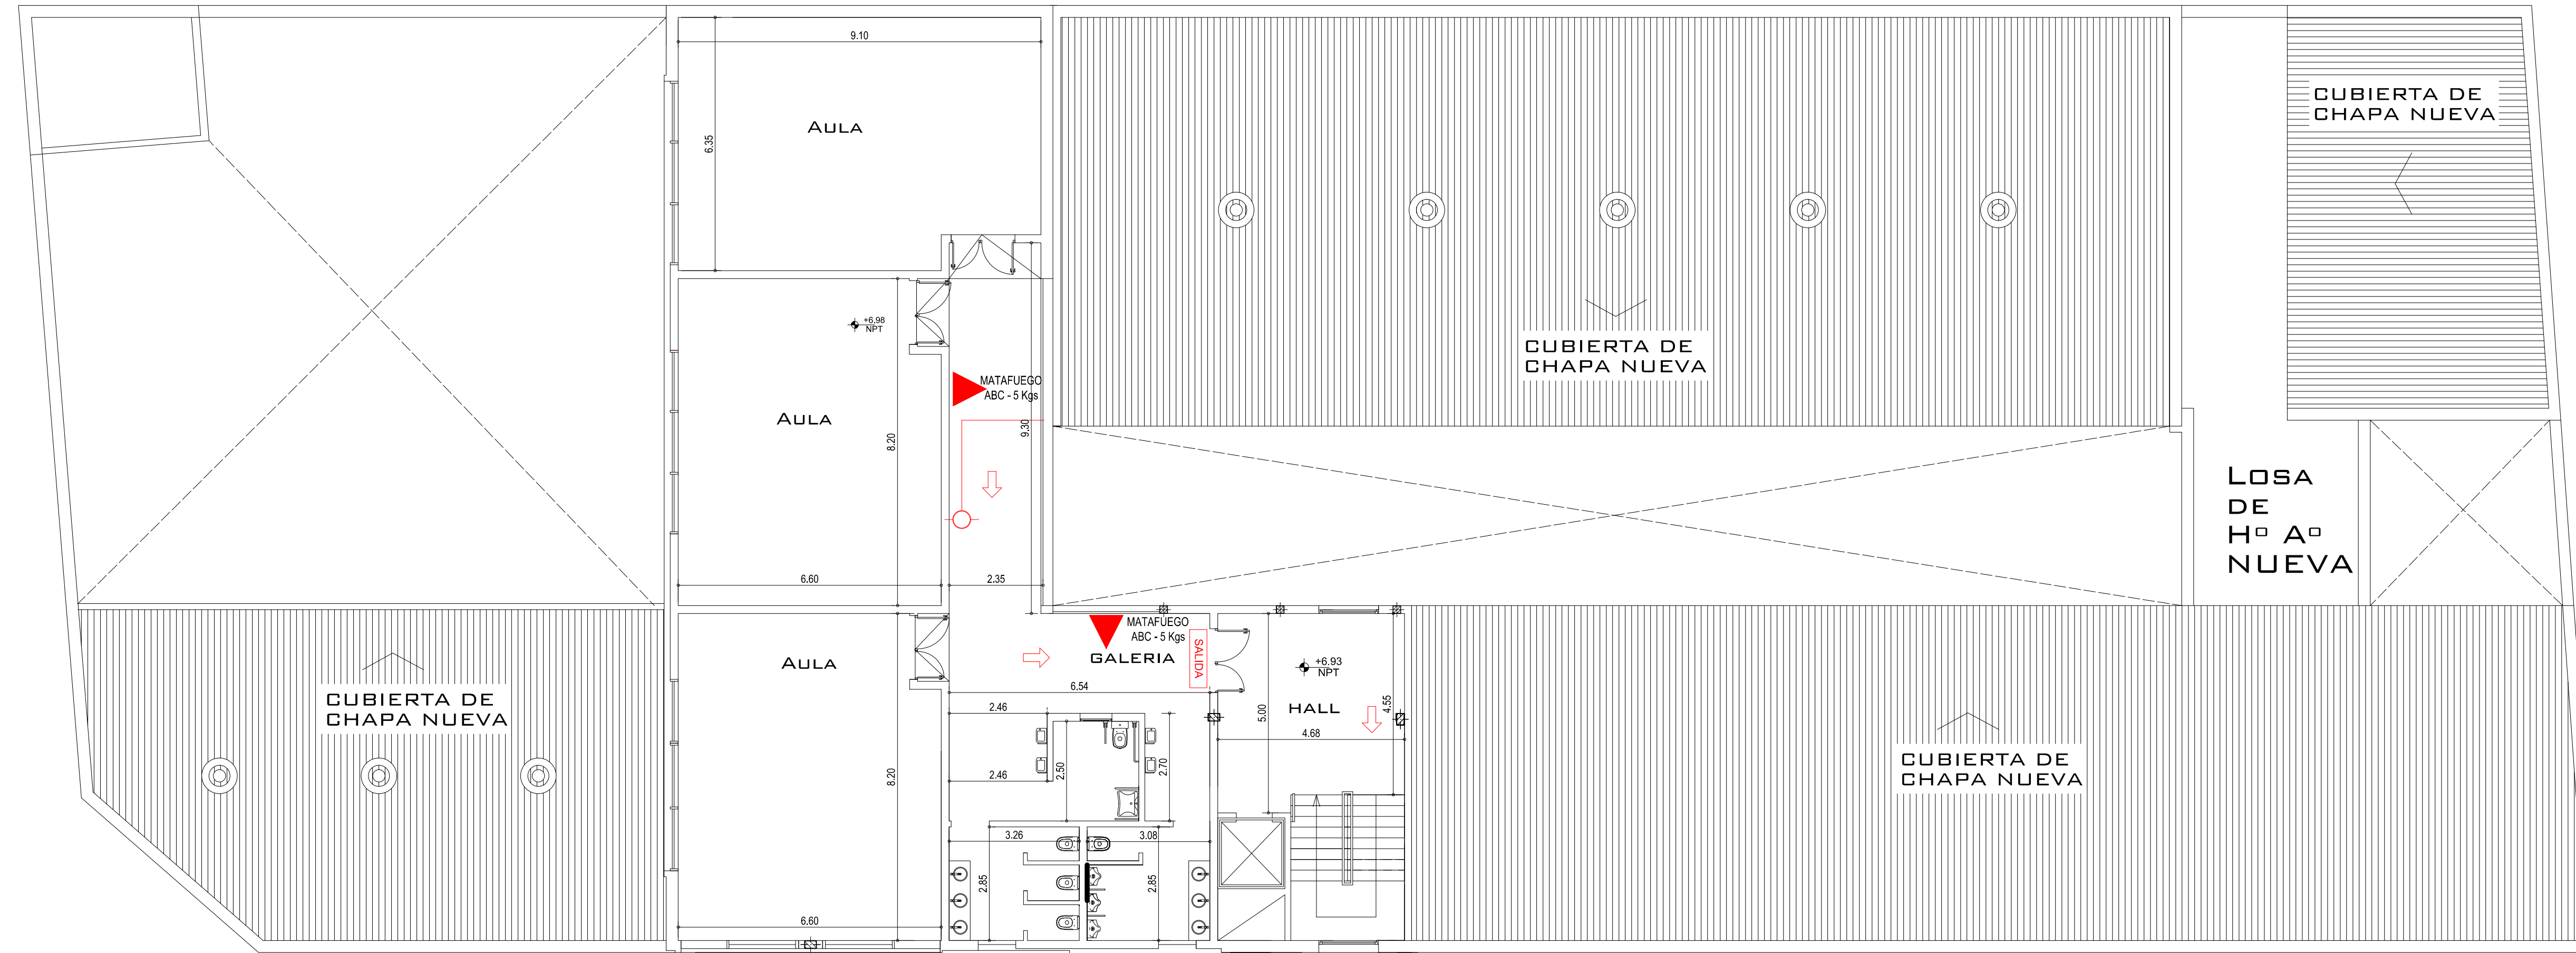 9.10
Aula
6.35
CUBIERTA DE
CHAPA NUEVA
+6.98
NPT
CUBIERTA DE
CHAPA NUEVA
MATAFUEGO
ABC - 5 Kgs
Aula
9.30
8.20
Losa
de
Hº Aº
NUEVA
6.60
2.35
MATAFUEGO
ABC - 5 Kgs
GALERIA
SALIDA
Aula
+6.93
NPT
CUBIERTA DE
CHAPA NUEVA
6.54
2.46
5.00
HALL
4.55
4.68
2.46
2.50
2.70
CUBIERTA DE
CHAPA NUEVA
8.20
3.26
3.08
2.85
2.85
6.60